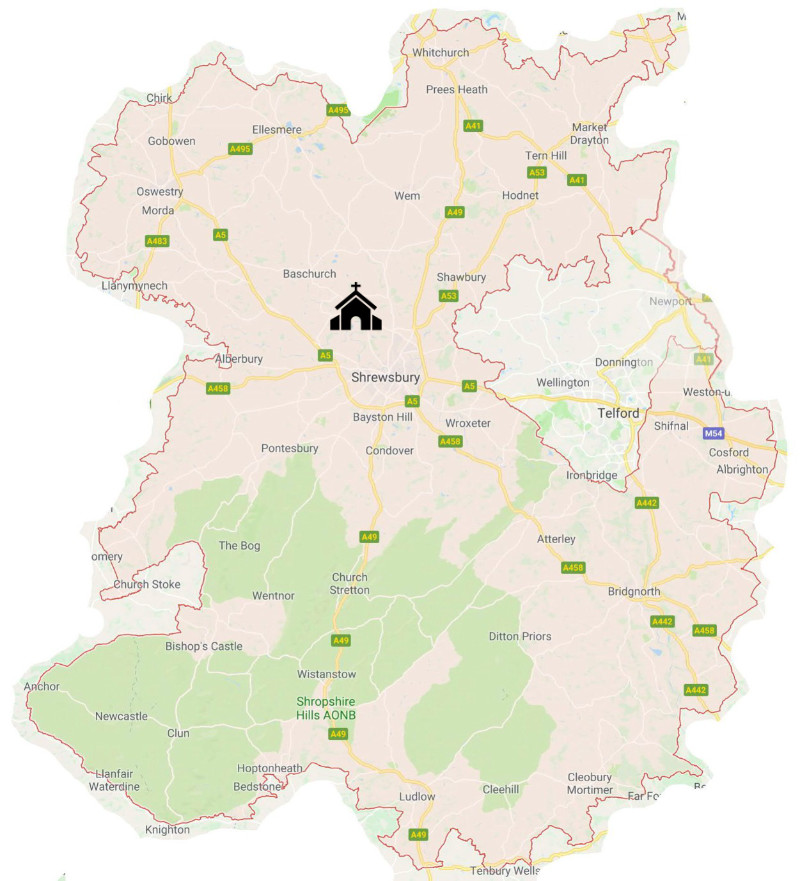 M
Whitchurch
Prees Heath
Chirk
A495
Ellesmere
A41
Market
Drayton
Gobowen
A495
Tern Hill
A53
A41
Oswestry
Wem
Hodnet
Morda
A49
A5
A483
Baschurch
Shawbury
Llanymynech
A53
Newport
Alberbury
A5
A41
Donnington
Shrewsbury
A458
A5
Wellington
Weston-u
A5
Telford
Bayston Hill
Wroxeter
Shifnal
M54
A458
Pontesbury
Condover
Cosford
Albrighton
Ironbridge
A442
A49
Atterley
The Bog
omery
A458
Church
Stretton
Church Stoke
Wentnor
Bridgnorth
A442
A458
A49
Ditton Priors
Bishop's Castle
Wistanstow
Anchor
A442
Shropshire
Hills AONB
Newcastle
Clun
A49
Hoptonheath
Llanfair
Waterdine
Bedstone
Cleobury
Mortimer
Cleehill
Ludlow
Far Fo
Be
Knighton
A49
Tenbury Wells